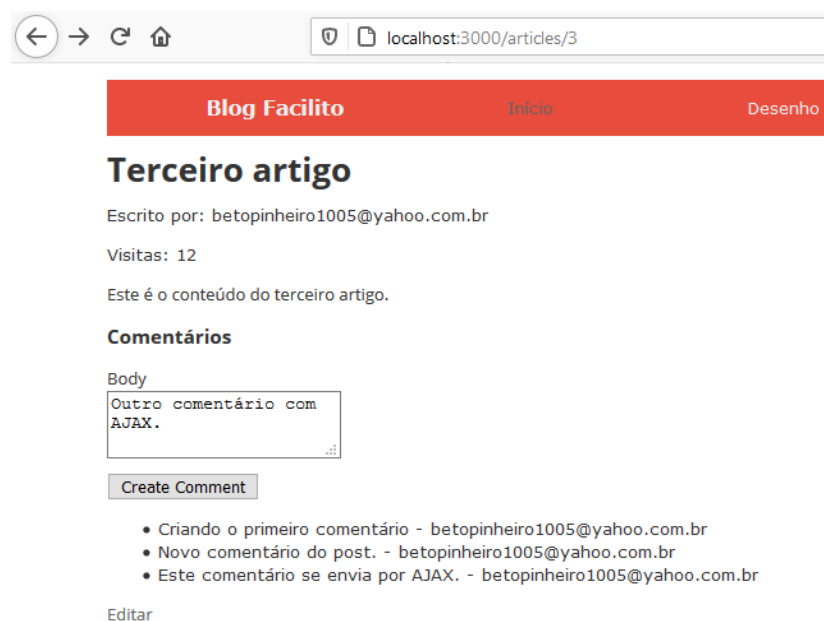 localhost:3000/articles/3
Blog Facilito Início Desenho
Terceiro artigo
Escrito por: betopinheiro1005@yahoo.com.br
Visitas: 12
Este é o conteúdo do terceiro artigo.
Comentários
Body
Outro comentário com
AJAX.
Create Comment
• Criando o primeiro comentário - betopinheiro1005@yahoo.com.br
• Novo comentário do post. - betopinheiro1005@yahoo.com.br
• Este comentário se envia por AJAX. - betopinheiro1005@yahoo.com.br
Editar